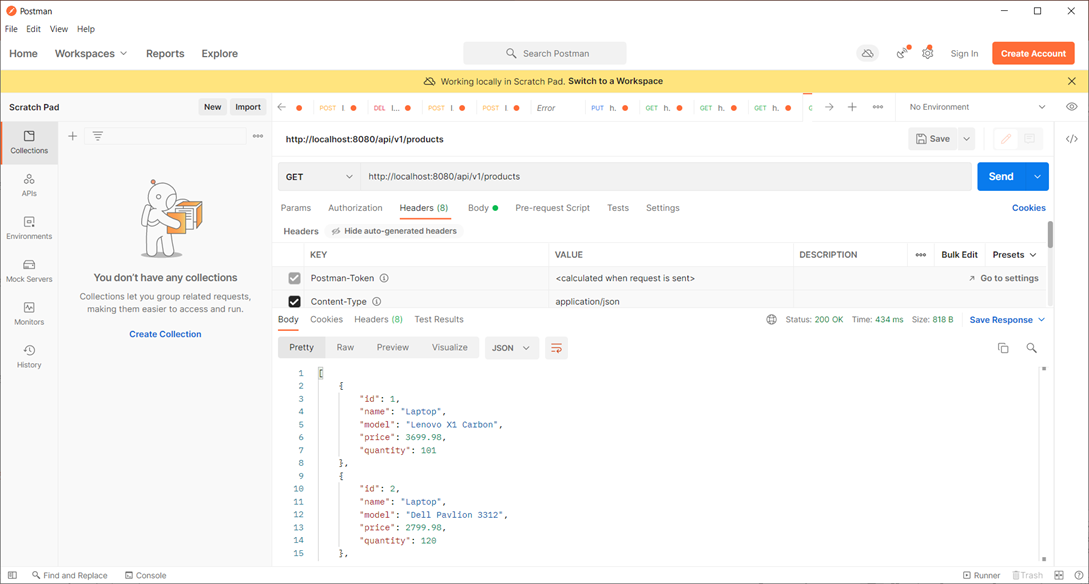 Postman
File Edit View Help
Home Workspaces Reports Explore Search Postman Sign In Create Account
Working locally in Scratch Pad. Switch to a Workspace
Scratch Pad New Import
POST DEL POST POST Error PUT h. GET h. GET h. GET h. No Environment
http://localhost:8080/api/v1/products Save
GET http://localhost:8080/api/v1/products Send
Params Authorization Headers (8) Body Pre-request Script Tests Settings Cookies
Headers Hide auto-generated headers
KEY VALUE DESCRIPTION Bulk Edit Presets
Postman-Token <calculated when request is sent> Go to settings
Content-Type application/json
Collections
APIs
Environments
Mock Servers
Monitors
History
You don't have any collections
Collections let you group related requests,
making them easier to access and run.
Create Collection
Body Cookies Headers (8) Test Results Status: 200 OK Time: 434 ms Size: 818 B Save Response
Pretty Raw Preview Visualize JSON
1 [
2 {
3 "id": 1,
4 "name": "Laptop",
5 "model": "Lenovo X1 Carbon",
6 "price": 3699.98,
7 "quantity": 101
8 },
9 {
10 "id": 2,
11 "name": "Laptop",
12 "model": "Dell Pavlion 3312",
13 "price": 2799.98,
14 "quantity": 120
15 },
Find and Replace Console Runner Trash